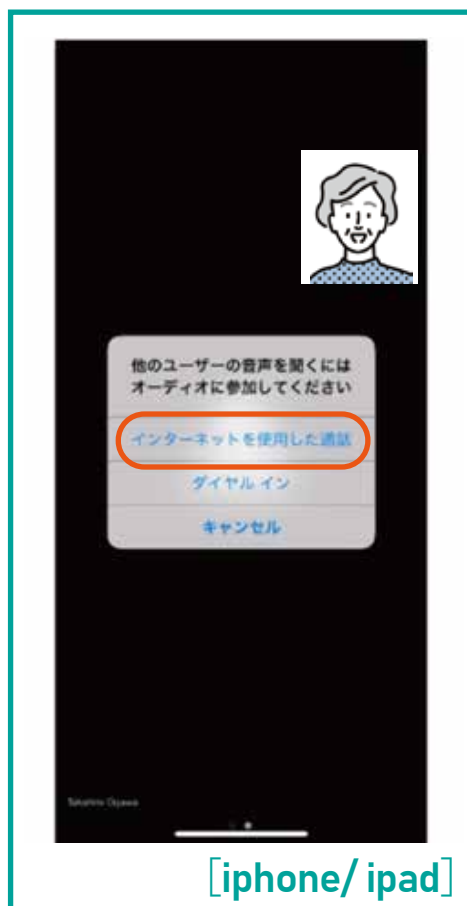 他のユーザーの音声を聞くには
オーディオに参加してください
インターネットを使用した通話
ダイヤル イン
キャンセル
Takahiro Ogawa
[iphone/ ipad]